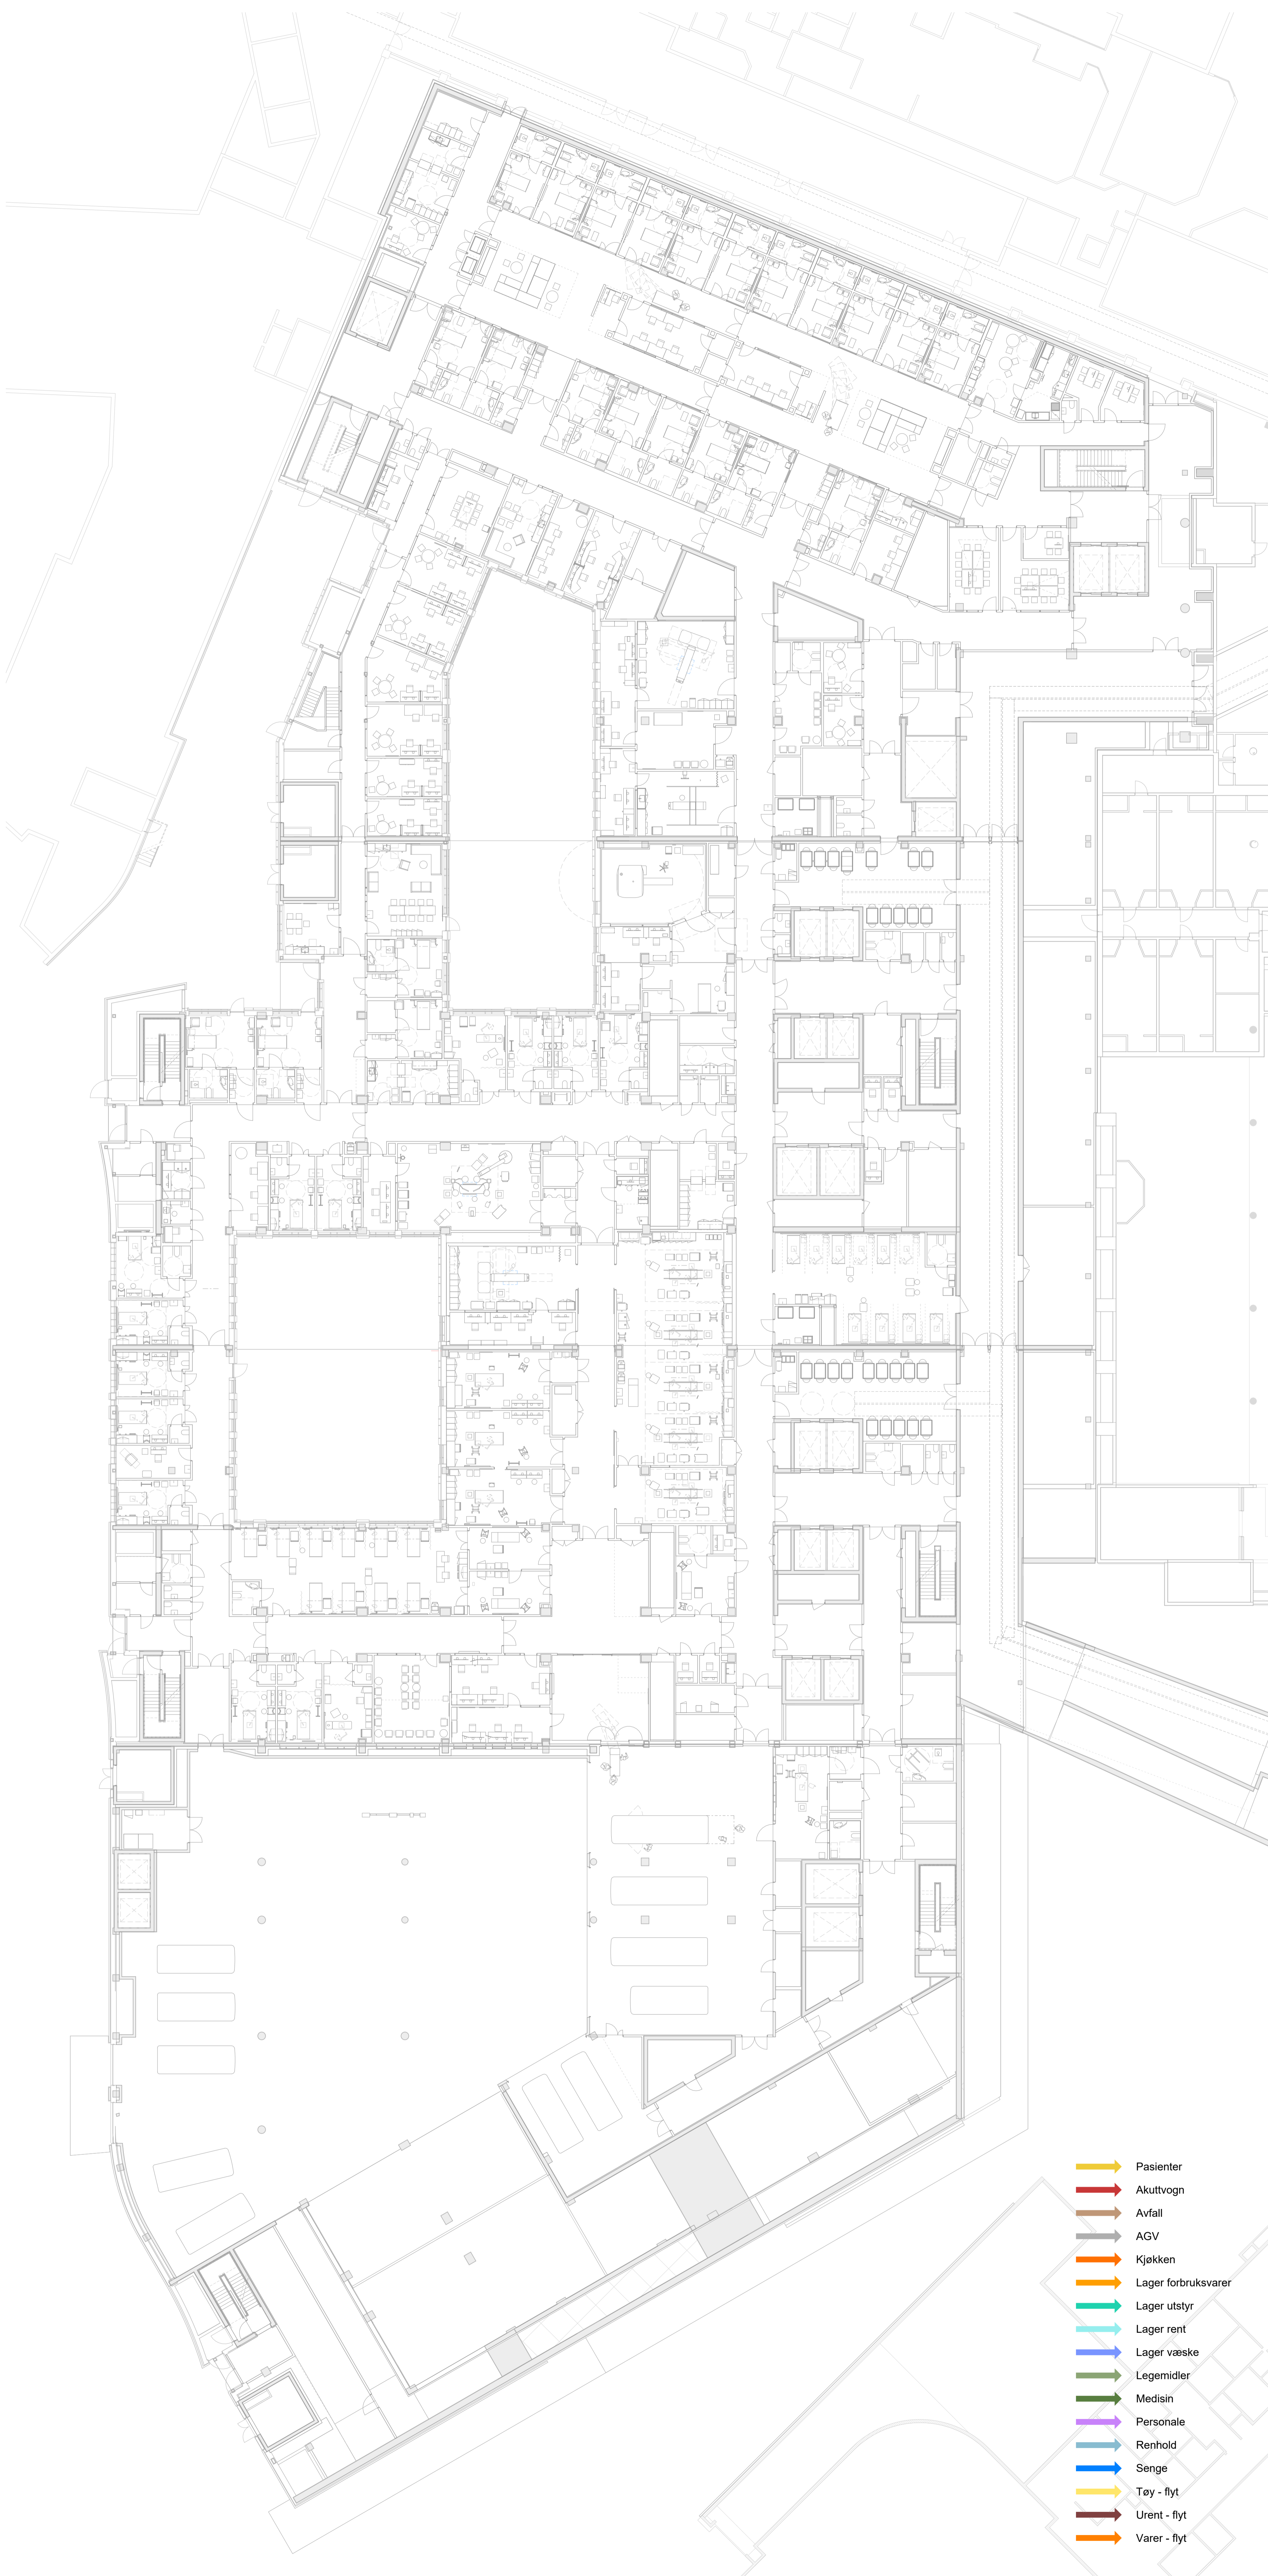 Pasienter
Akuttvogn
Avfall
AGV
Kjøkken
Lager forbruksvarer
Lager utstyr
Lager rent
Lager væske
Legemidler
Medisin
Personale
Renhold
Senge
Tøy - flyt
Urent - flyt
Varer - flyt